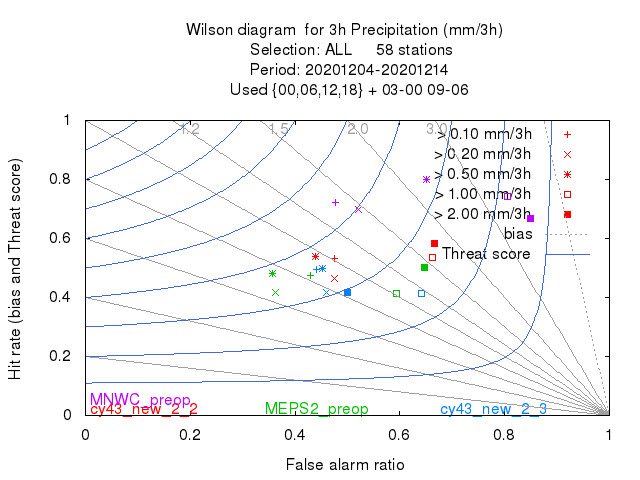 Wilson diagram  for 3h Precipitation (mm/3h)
Selection: ALL     58 stations
Period: 20201204-20201214
Used {00,06,12,18} + 03-00 09-06
1
1.2
1.5
2.0
3.0
> 0.10 mm/3h
> 0.20 mm/3h
> 0.50 mm/3h
> 1.00 mm/3h
> 2.00 mm/3h
bias
Threat score
0.8
0.6
0.4
0.2
0
Hit rate (bias and Threat score)
MNWC_preop
cy43_new_2_2
MEPS2_preop
cy43_new_2_3
0
0.2
0.4
0.6
0.8
1
False alarm ratio